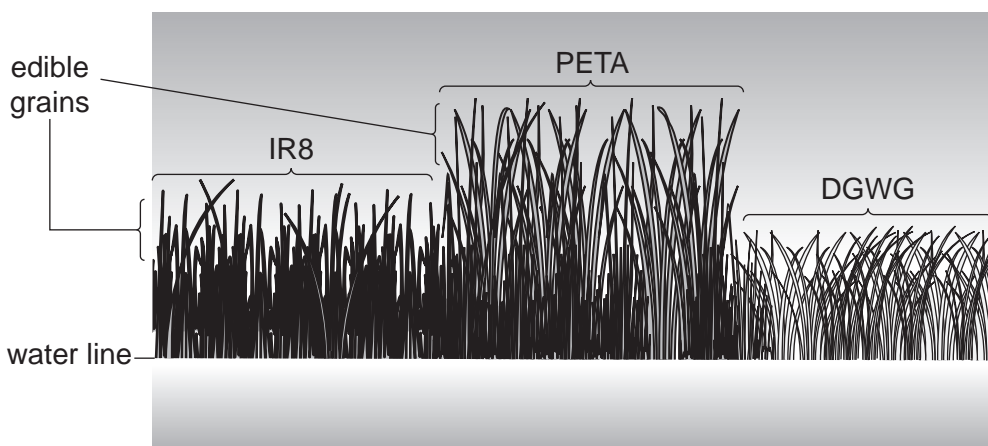 edible
grains
PETA
IR8
DGWG
water line